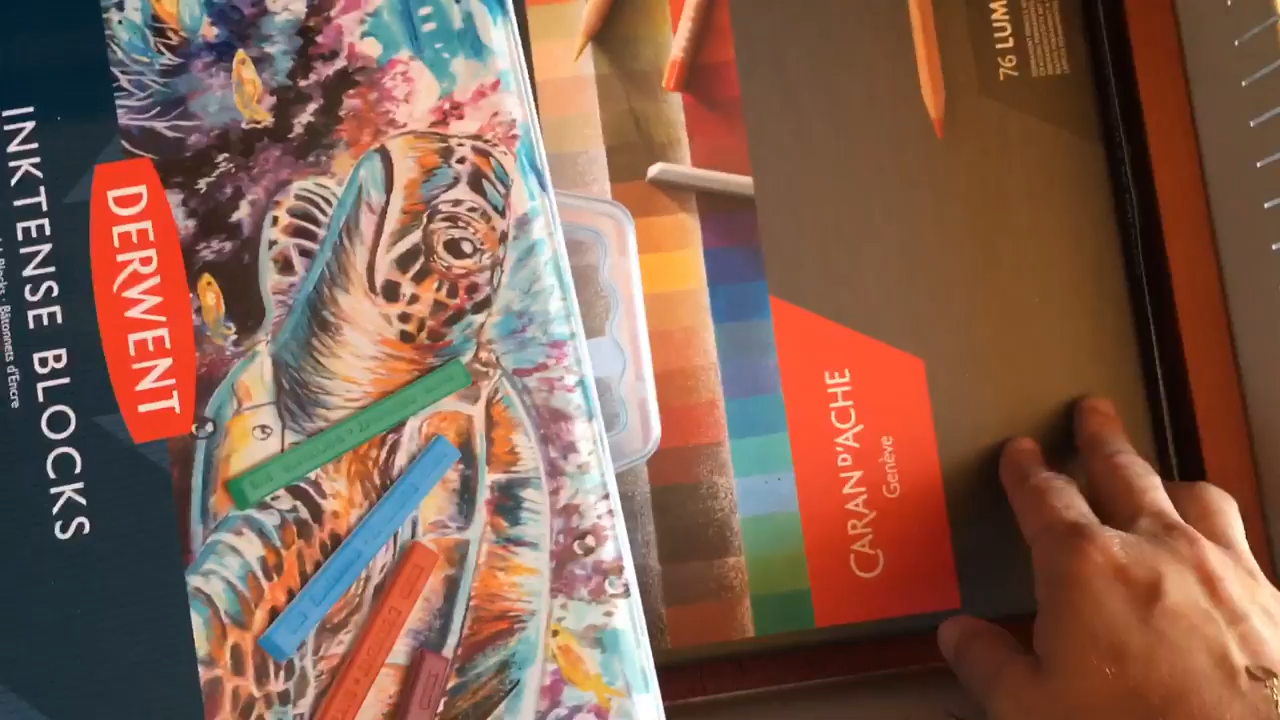 DERWENT
INKTENSE BLOCKS
Bâtonnets d'Encre
CARAN D'ACHE
Genève
76 LUM